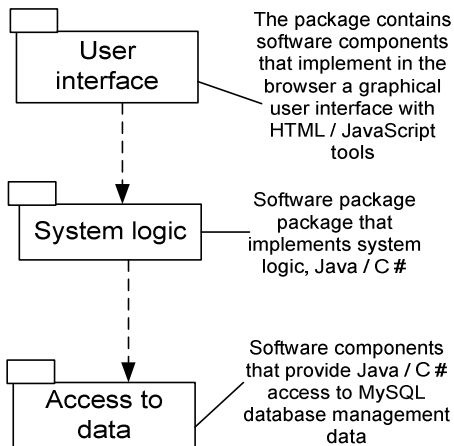 User
interface
The package contains
software components
that implement in the
browser a graphical
user interface with
HTML / JavaScript
tools
System logic
Software package
package that
implements system
logic, Java / C #
Access to
data
Software components
that provide Java / C #
access to MySQL
database management
data